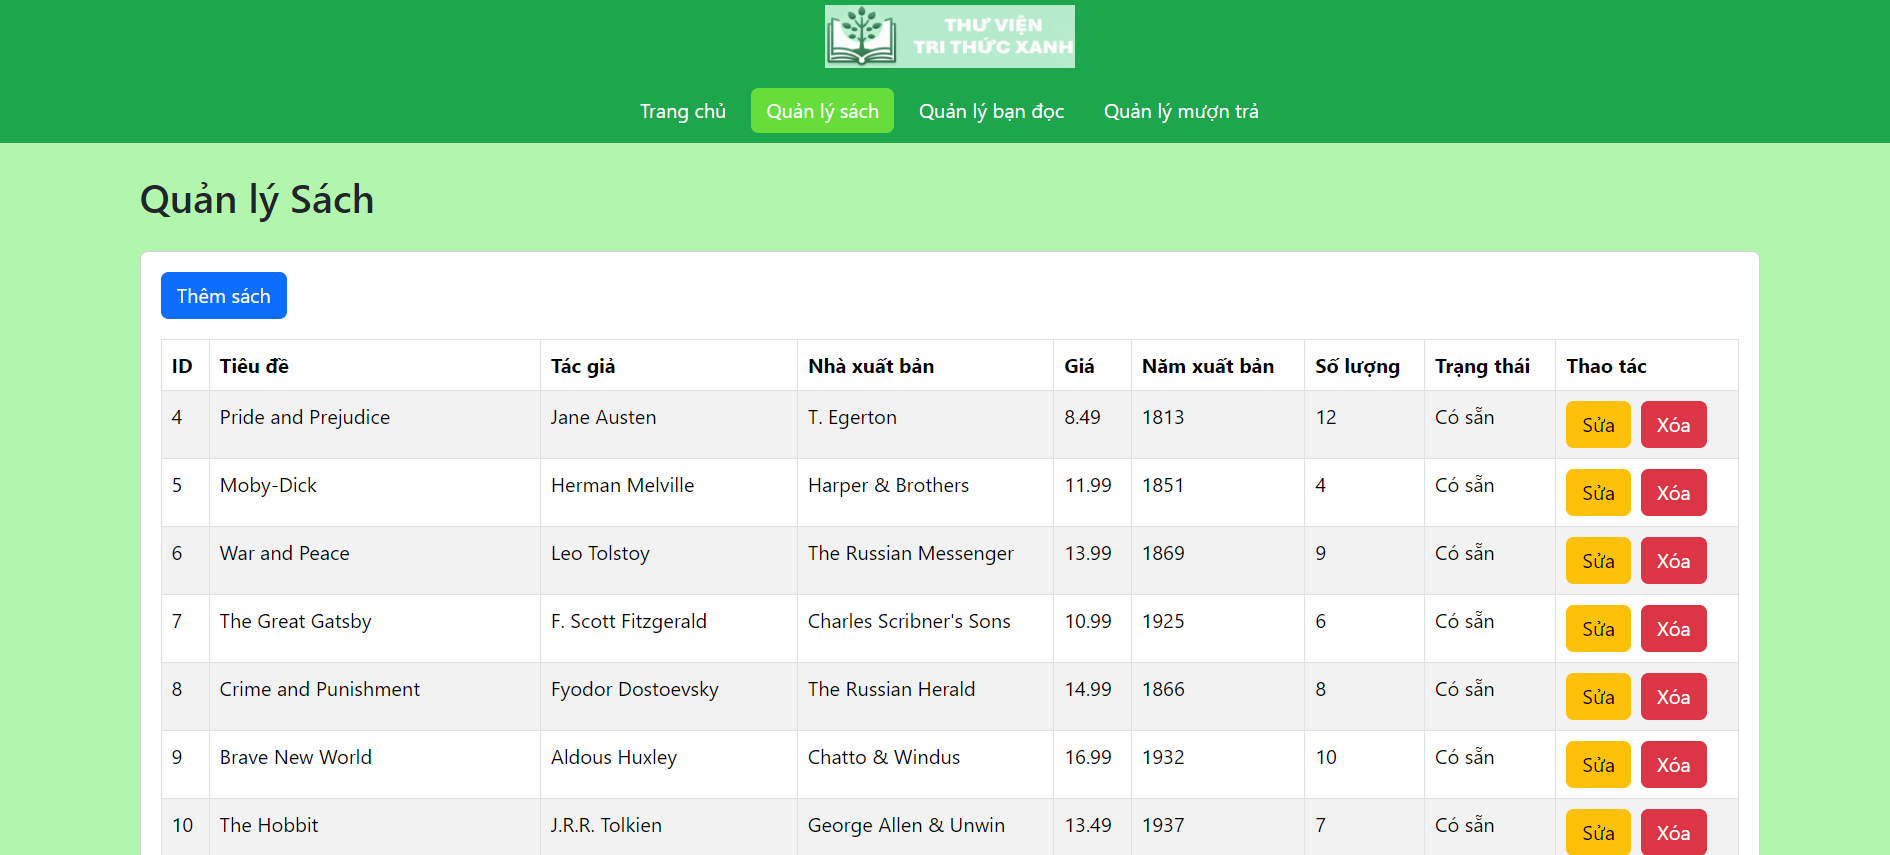 THƯ VIỆN
TRI THỨC XANH
Trang chủ Quản lý sách Quản lý bạn đọc Quản lý mượn trả
Quản lý Sách
Thêm sách
ID Tiêu đề Tác giả Nhà xuất bản Giá Năm xuất bản Số lượng Trạng thái Thao tác
4 Pride and Prejudice Jane Austen T. Egerton 8.49 1813 12 Có sẵn Sửa Xóa
5 Moby-Dick Herman Melville Harper & Brothers 11.99 1851 4 Có sẵn Sửa Xóa
6 War and Peace Leo Tolstoy The Russian Messenger 13.99 1869 9 Có sẵn Sửa Xóa
7 The Great Gatsby F. Scott Fitzgerald Charles Scribner's Sons 10.99 1925 6 Có sẵn Sửa Xóa
8 Crime and Punishment Fyodor Dostoevsky The Russian Herald 14.99 1866 8 Có sẵn Sửa Xóa
9 Brave New World Aldous Huxley Chatto & Windus 16.99 1932 10 Có sẵn Sửa Xóa
10 The Hobbit J.R.R. Tolkien George Allen & Unwin 13.49 1937 7 Có sẵn Sửa Xóa